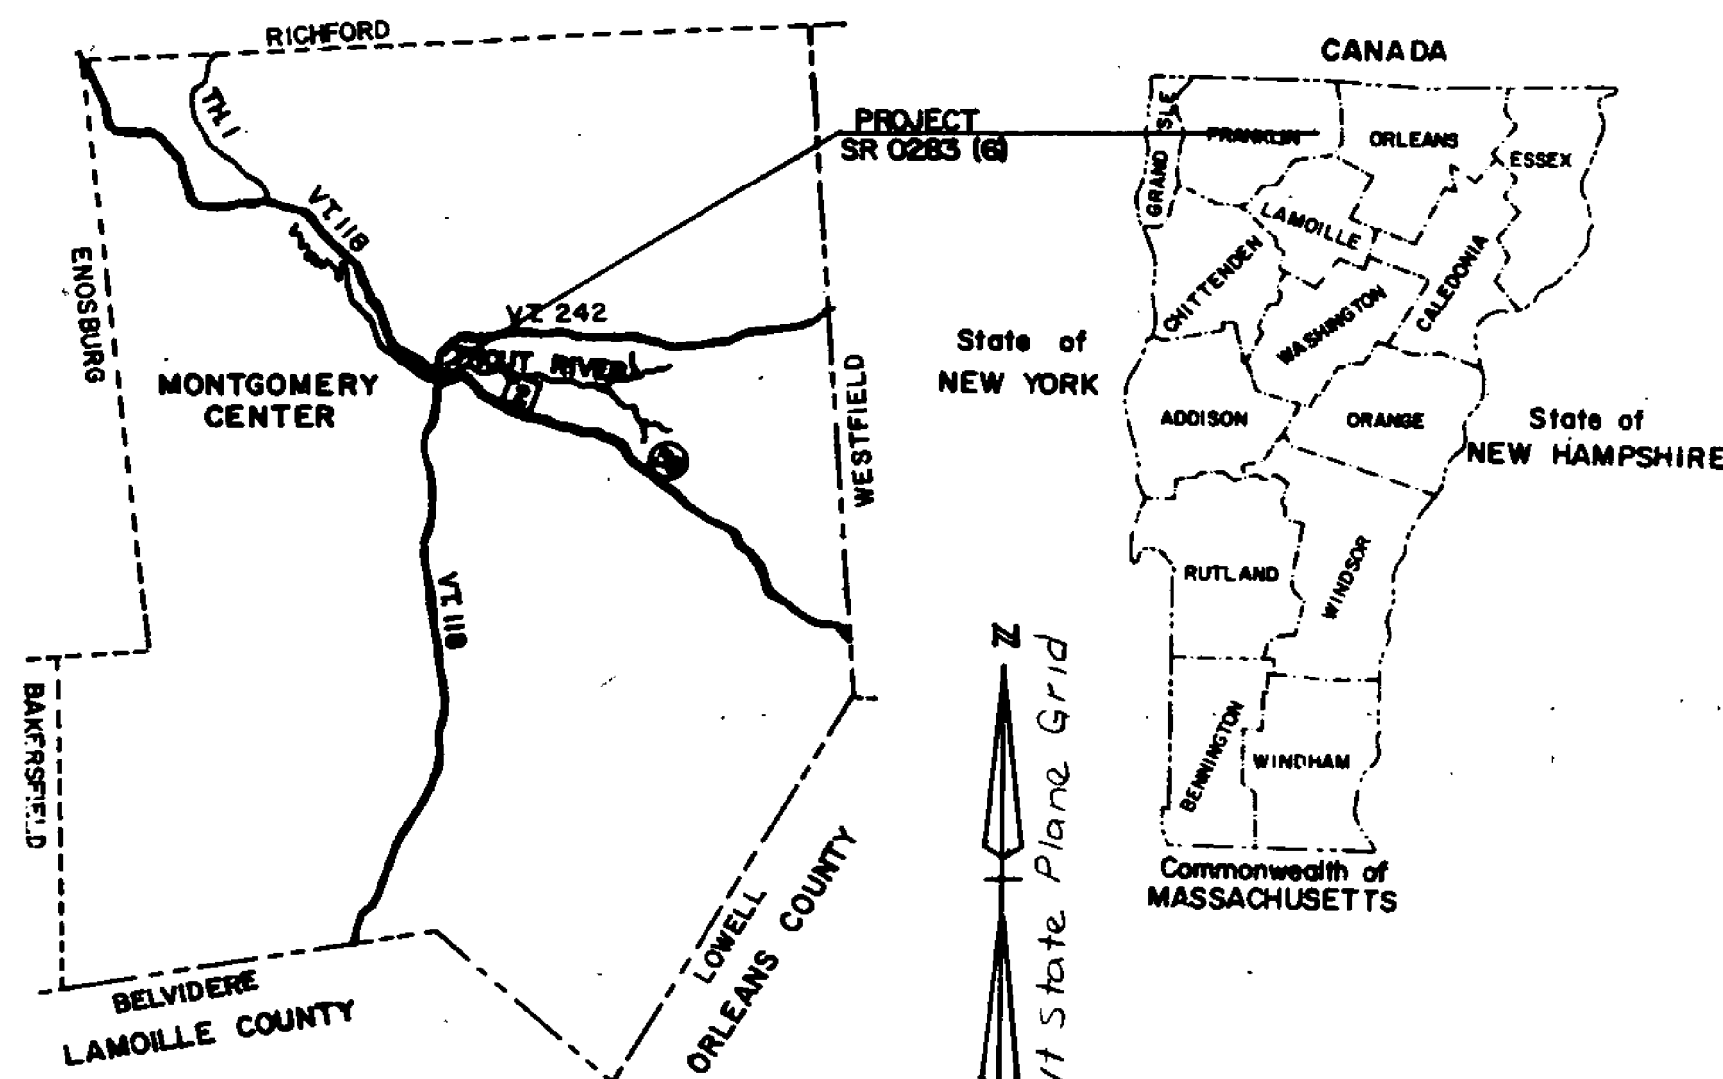 RICHFORD
T.H. 1
VT. 118
ENOSBURG
PROJECT
SR 0283 (6)
VT. 242
TROUT RIVER
2
MONTGOMERY
CENTER
WESTFIELD
VT. 118
BAKERSFIELD
BELVIDERE
LAMOILLE COUNTY
LOWELL
ORLEANS COUNTY
N
Vt State Plane Grid
CANADA
GRAND ISLE
FRANKLIN
ORLEANS
ESSEX
LAMOILLE
CHITTENDEN
WASHINGTON
CALEDONIA
State of
NEW YORK
ADDISON
ORANGE
State of
NEW HAMPSHIRE
RUTLAND
WINDSOR
BENNINGTON
WINDHAM
Commonwealth of
MASSACHUSETTS